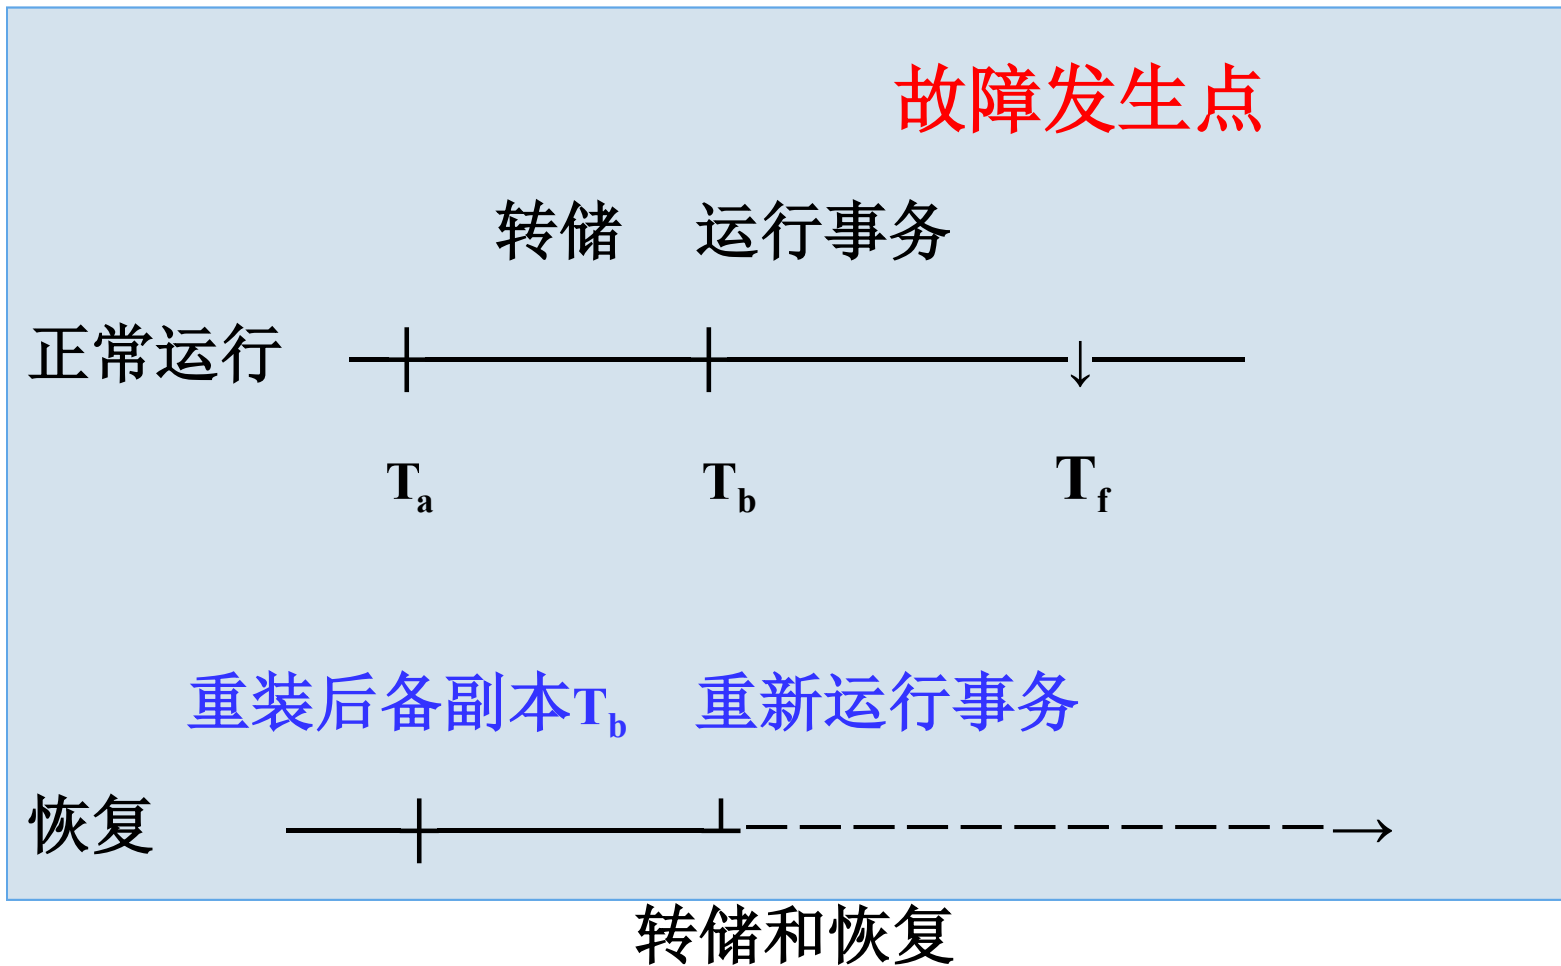 故障发生点
转储 运行事务
正常运行
↓
Ta Tb Tf
重装后备副本Tb 重新运行事务
恢复
→
转储和恢复